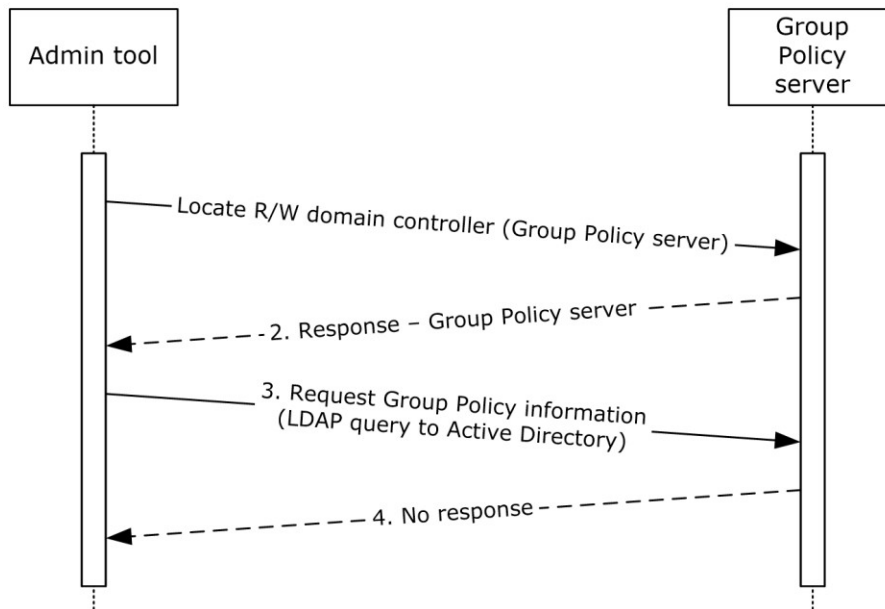 Admin tool
Group
Policy
server
Locate R/W domain controller (Group Policy server)
2. Response – Group Policy server
3. Request Group Policy information
(LDAP query to Active Directory)
4. No response